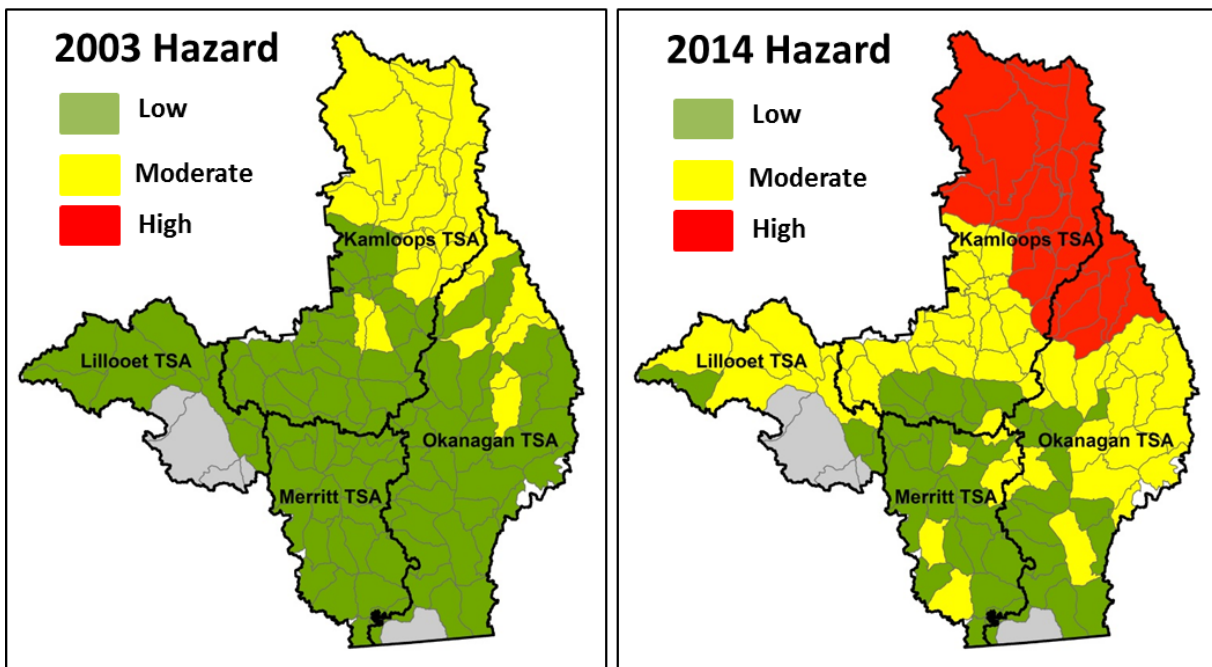 2003 Hazard
Low
Moderate
High
Kamloops TSA
Lillooet TSA
Okanagan TSA
Merritt TSA
2014 Hazard
Low
Moderate
High
Kamloops TSA
Lillooet TSA
Okanagan TSA
Merritt TSA